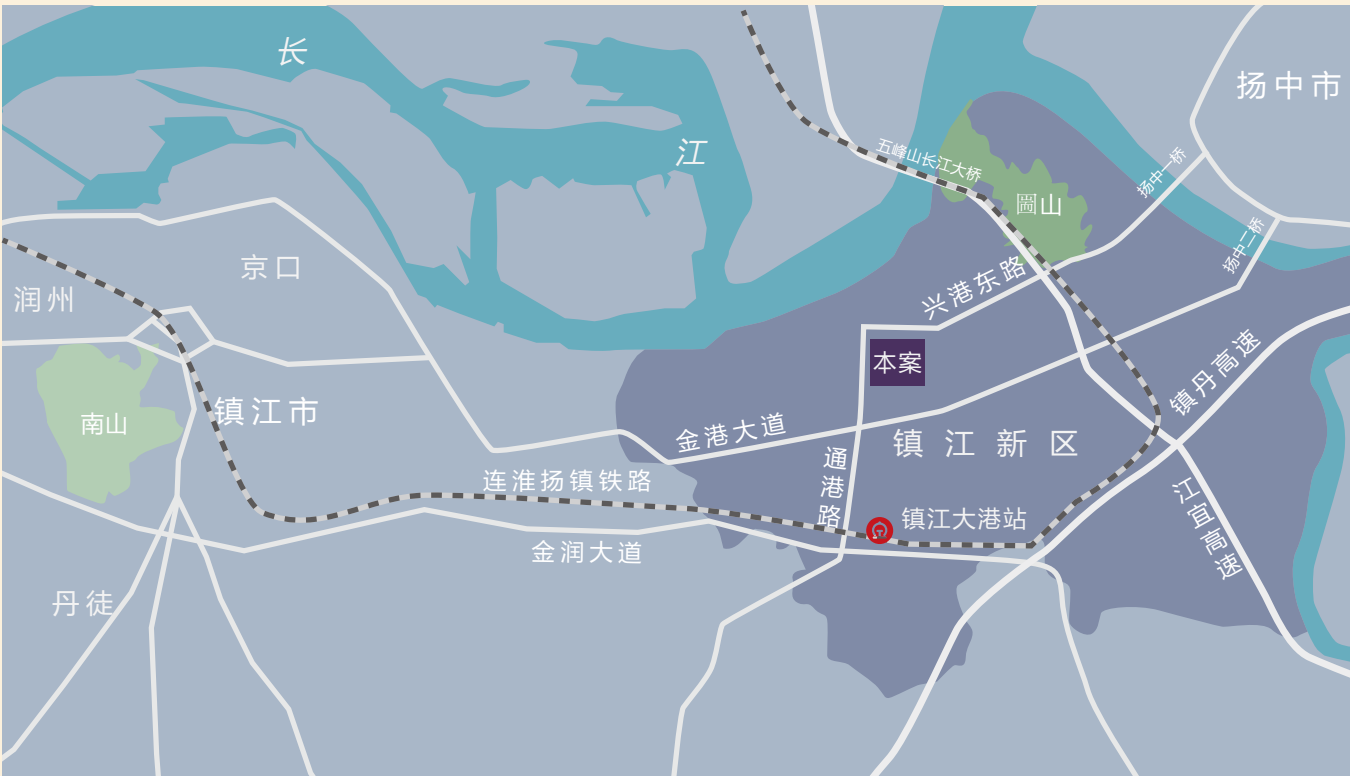 长
江
扬中市
五峰山长江大桥
扬中一桥
圌山
扬中二桥
京口
兴港东路
润州
本案
镇丹高速
镇江市
南山
金港大道
镇江新区
通港路
连淮扬镇铁路
江宜高速
镇江大港站
金润大道
丹徒